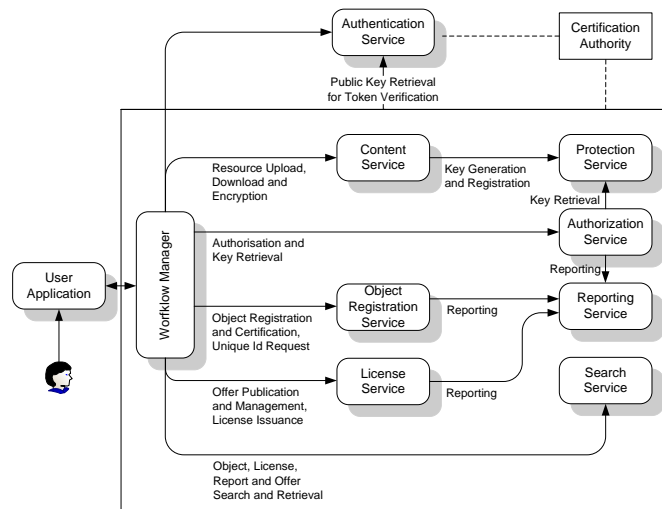 Authentication
Service
Certification
Authority
Public Key Retrieval
for Token Verification
Content
Service
Protection
Service
Resource Upload,
Download and
Encryption
Key Generation
and Registration
Key Retrieval
Worfklow Manager
Authorisation and
Key Retrieval
Authorization
Service
User
Application
Reporting
Object
Registration
Service
Reporting
Reporting
Service
Object Registration
and Certification,
Unique Id Request
License
Service
Reporting
Search
Service
Offer Publication
and Management,
License Issuance
Object, License,
Report and Offer
Search and Retrieval